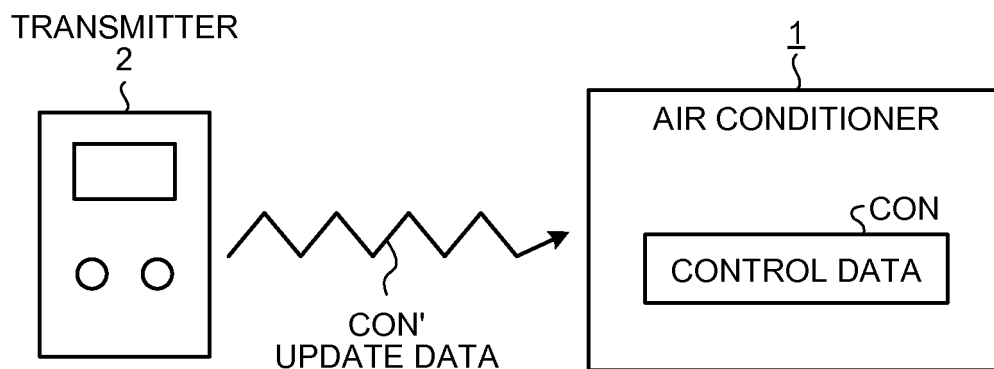 TRANSMITTER
2
1
AIR CONDITIONER
CON
CONTROL DATA
CON'
UPDATE DATA